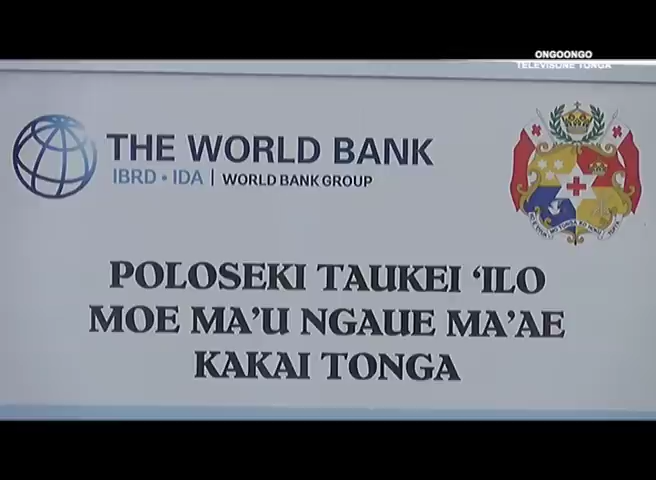 ONGOONGO
TELEVISONE TONGA
THE WORLD BANK
IBRD • IDA | WORLD BANK GROUP
POLOSEKI TAUKEI ‘ILO
MOE MA'U NGAUE MA'AE
KAKAI TONGA